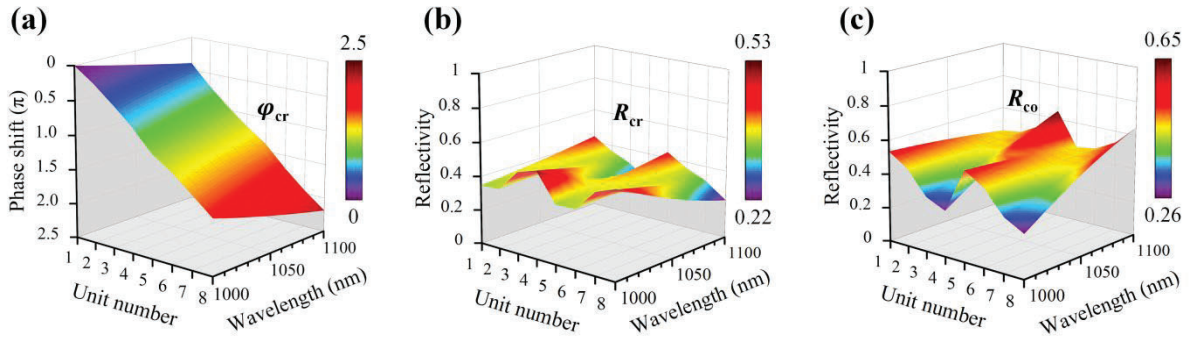 (a)
2.5
0
0.5
1.0
1.5
2.0
2.5
Phase shift (π)
φcr
0
1 2 3 4 5 6 7 8
Unit number
1000 1050 1100
Wavelength (nm)
(b)
0.53
1
0.8
0.6
0.4
0.2
0
Reflectivity
Rcr
0.22
1 2 3 4 5 6 7 8
Unit number
1000 1050 1100
Wavelength (nm)
(c)
0.65
1
0.8
0.6
0.4
0.2
0
Reflectivity
Rco
0.26
1 2 3 4 5 6 7 8
Unit number
1000 1050 1100
Wavelength (nm)